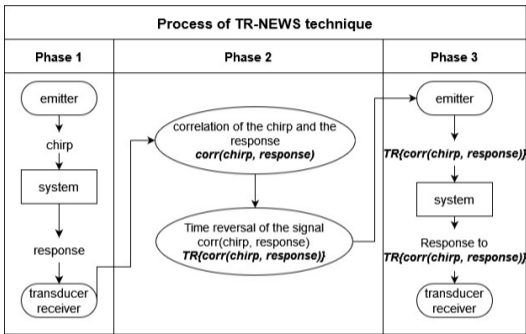 Process of TR-NEWS technique
Phase 1
Phase 2
Phase 3
emitter
chirp
system
response
transducer
receiver
correlation of the chirp and the
response
corr(chirp, response)
Time reversal of the signal
corr(chirp, response)
TR{corr(chirp, response)}
emitter
TR{corr(chirp, response)}
system
Response to
TR{corr(chirp, response)}
transducer
receiver